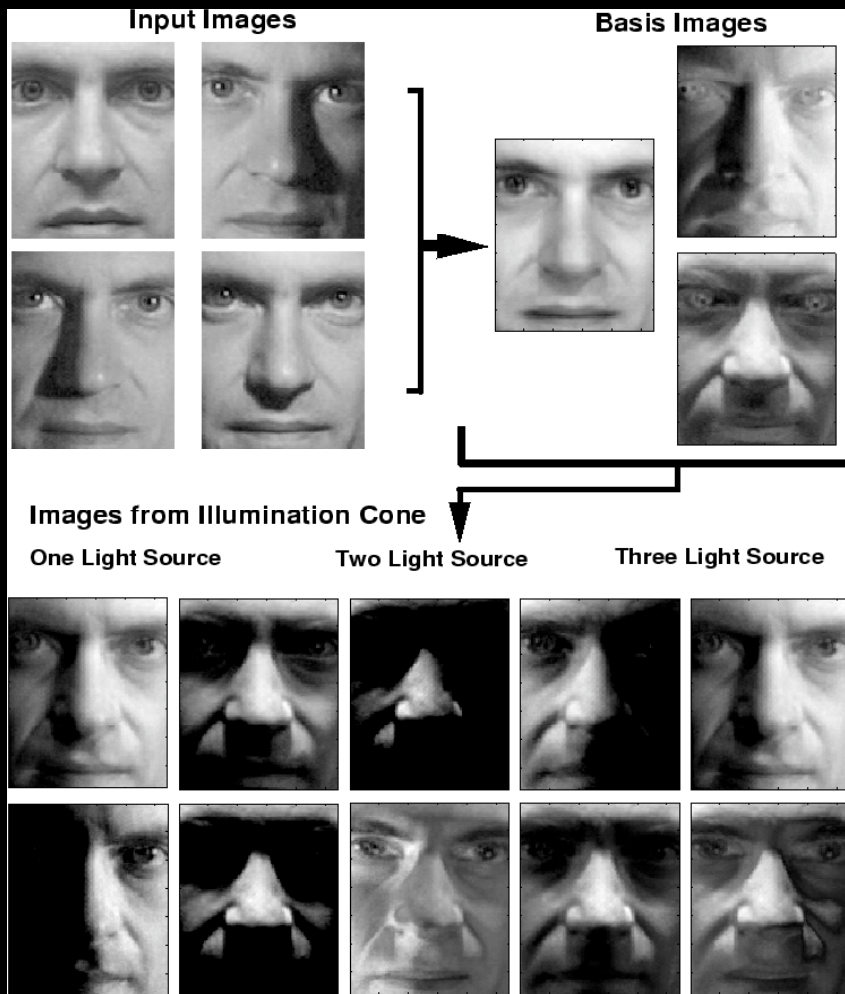 Input Images
Basis Images
Images from Illumination Cone
One Light Source
Two Light Source
Three Light Source